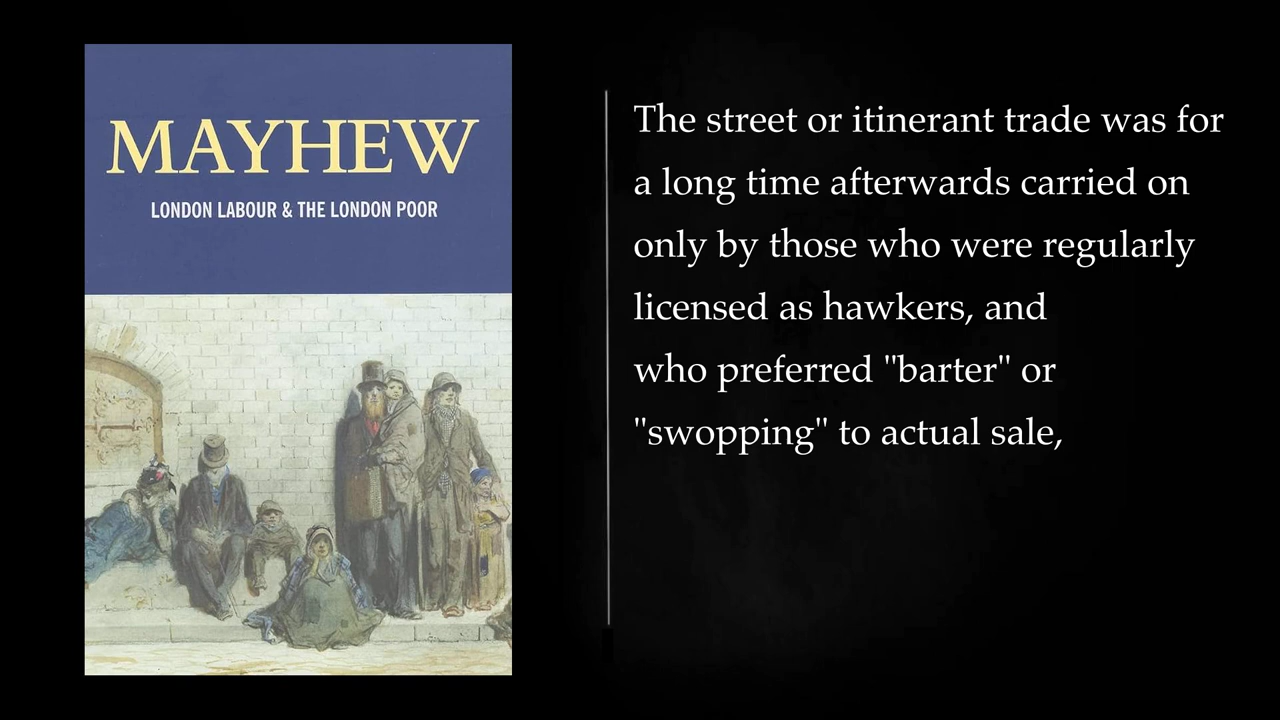 MAYHEW
LONDON LABOUR & THE LONDON POOR
The street or itinerant trade was for
a long time afterwards carried on
only by those who were regularly
licensed as hawkers, and
who preferred "barter" or
"swopping" to actual sale,